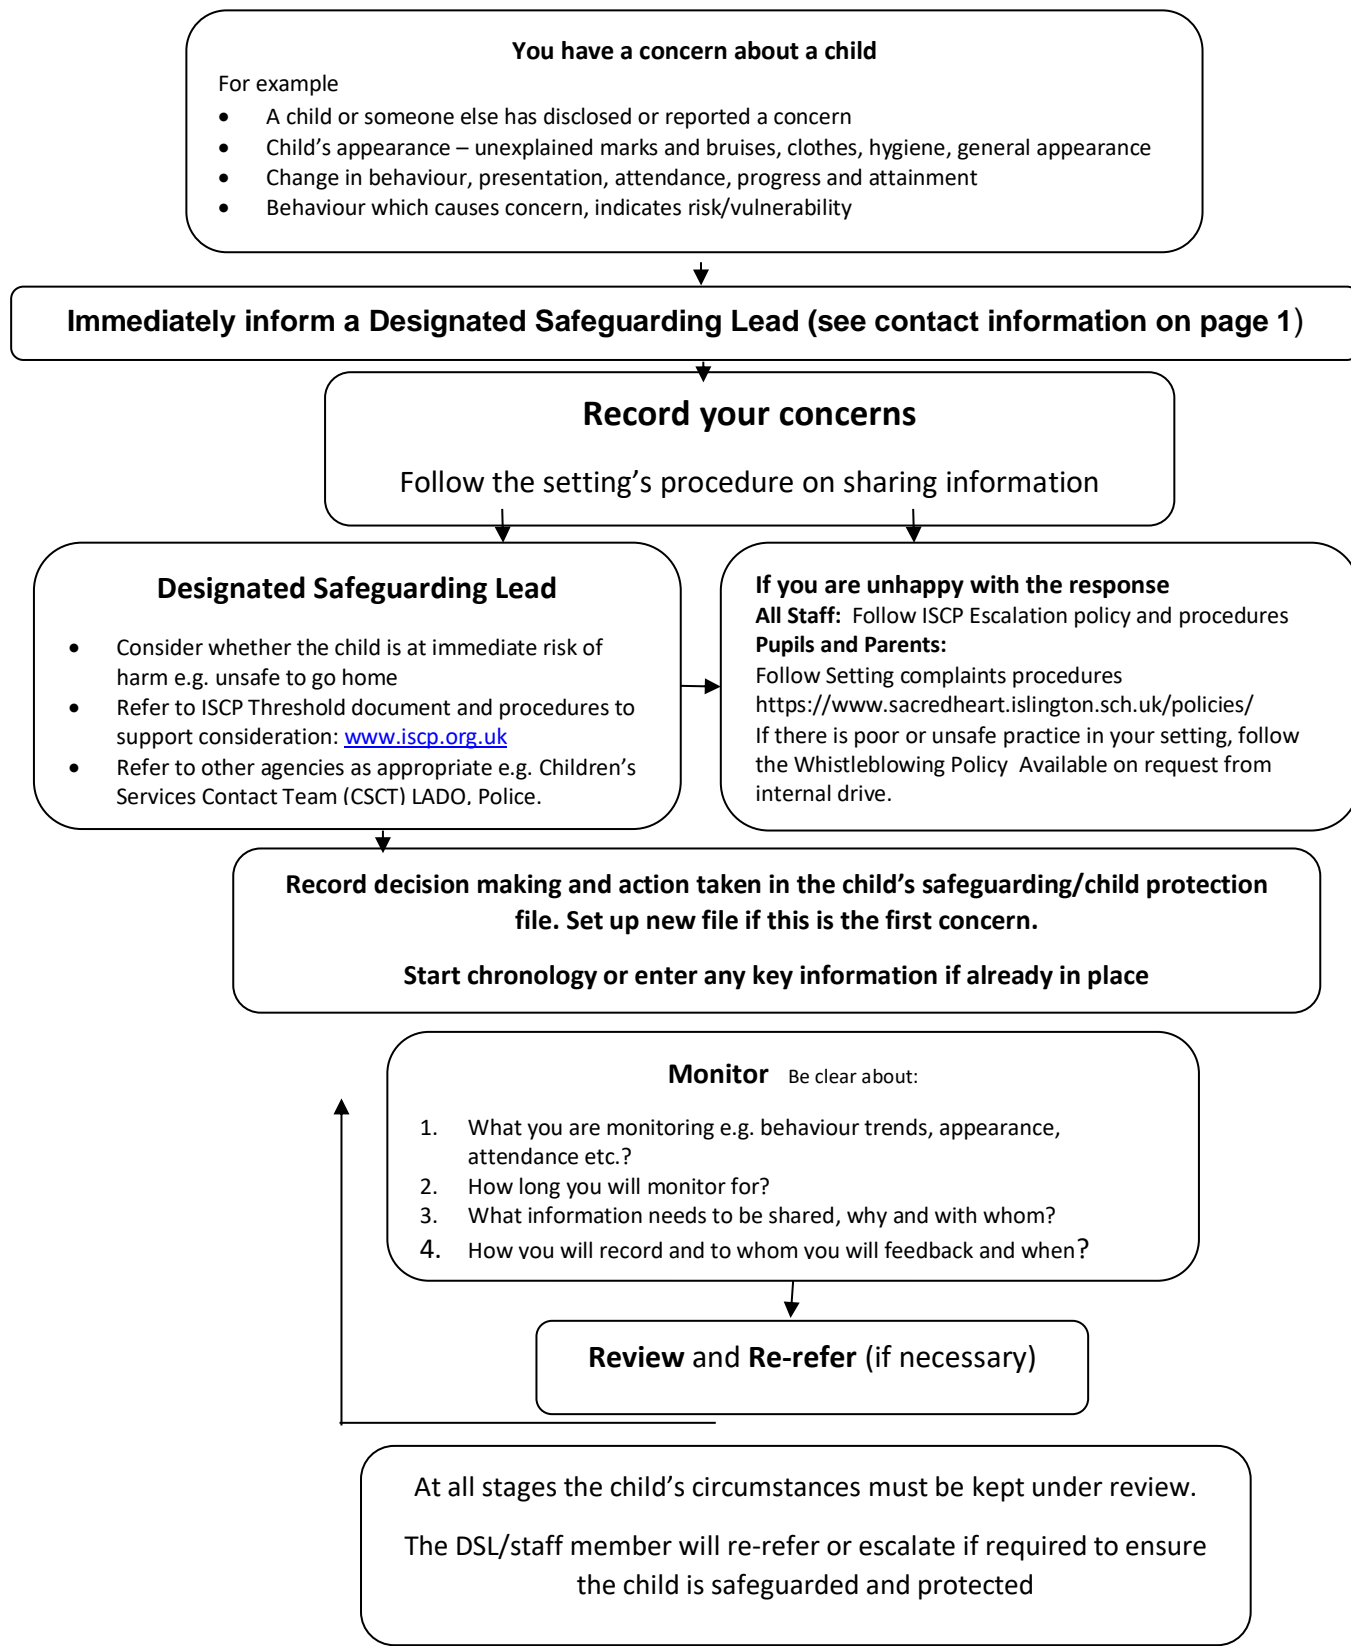 You have a concern about a child
For example
• A child or someone else has disclosed or reported a concern
• Child’s appearance – unexplained marks and bruises, clothes, hygiene, general appearance
• Change in behaviour, presentation, attendance, progress and attainment
• Behaviour which causes concern, indicates risk/vulnerability
Immediately inform a Designated Safeguarding Lead (see contact information on page 1)
Record your concerns
Follow the setting’s procedure on sharing information
Designated Safeguarding Lead
• Consider whether the child is at immediate risk of
harm e.g. unsafe to go home
• Refer to ISCP Threshold document and procedures to
support consideration: www.iscp.org.uk
• Refer to other agencies as appropriate e.g. Children’s
Services Contact Team (CSCT) LADO, Police.
If you are unhappy with the response
All Staff: Follow ISCP Escalation policy and procedures
Pupils and Parents:
Follow Setting complaints procedures
https://www.sacredheart.islington.sch.uk/policies/
If there is poor or unsafe practice in your setting, follow
the Whistleblowing Policy Available on request from
internal drive.
Record decision making and action taken in the child’s safeguarding/child protection
file. Set up new file if this is the first concern.
Start chronology or enter any key information if already in place
Monitor Be clear about:
1. What you are monitoring e.g. behaviour trends, appearance,
attendance etc.?
2. How long you will monitor for?
3. What information needs to be shared, why and with whom?
4. How you will record and to whom you will feedback and when?
Review and Re-refer (if necessary)
At all stages the child’s circumstances must be kept under review.
The DSL/staff member will re-refer or escalate if required to ensure
the child is safeguarded and protected